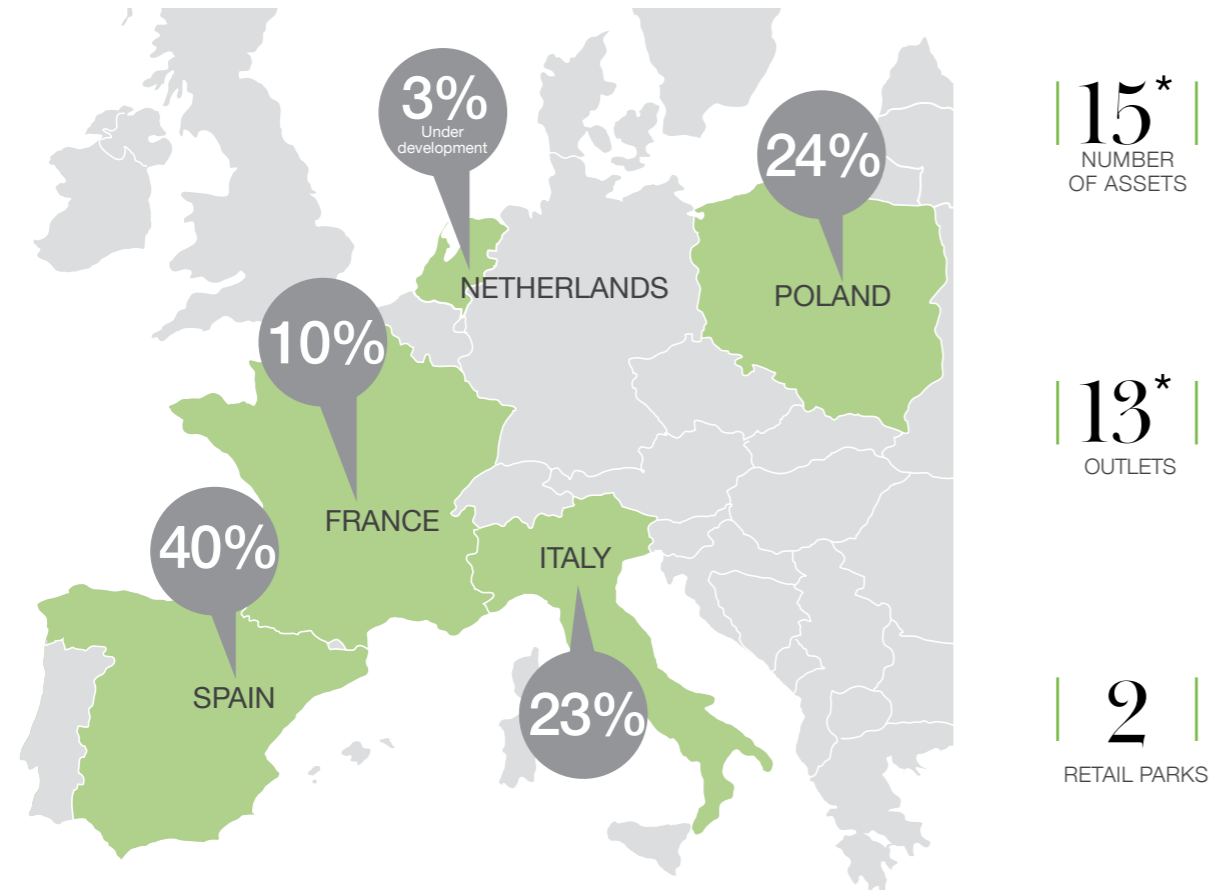 3%
Under
development
24%
NETHERLANDS
POLAND
10%
FRANCE
40%
ITALY
SPAIN
23%
15*
NUMBER
OF ASSETS
13*
OUTLETS
2
RETAIL PARKS